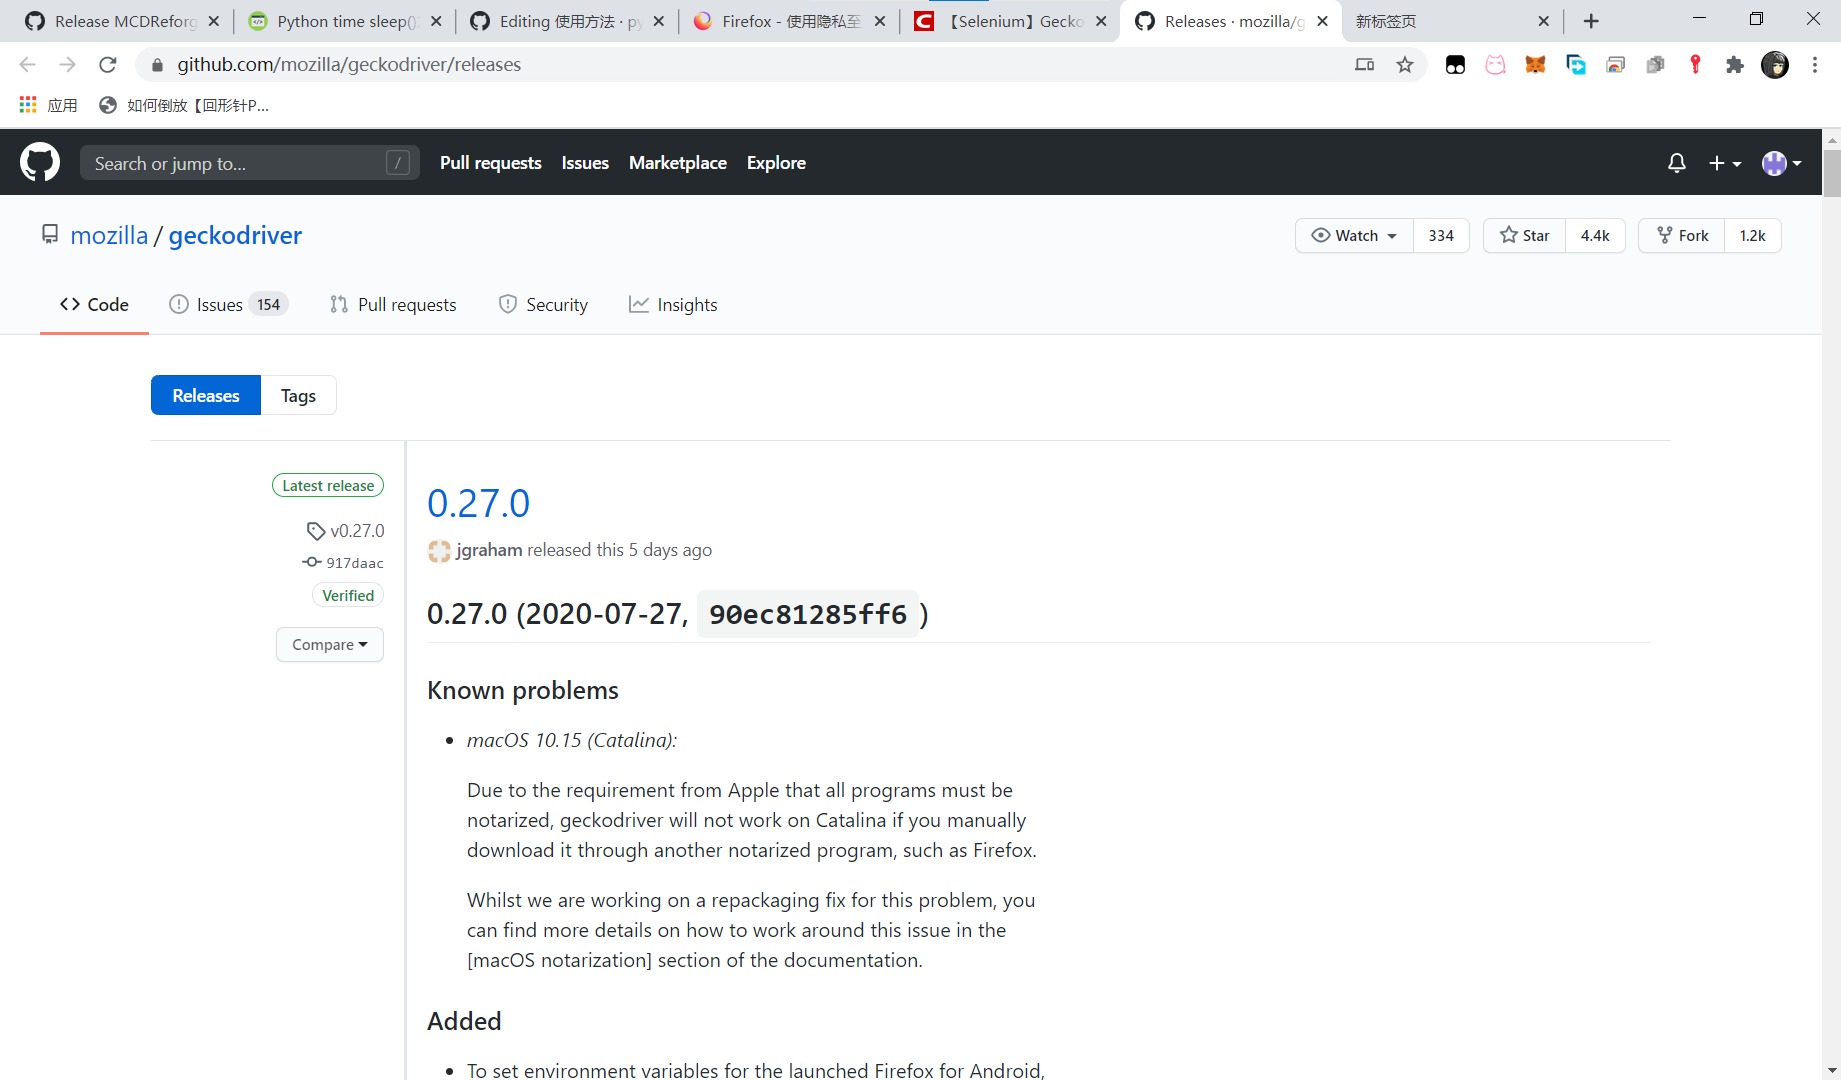 Release MCDReforg
Python time sleep()
Editing 使用方法 · py
Firefox - 使用隐私至
【Selenium】Gecko
Releases · mozilla/g
新标签页
github.com/mozilla/geckodriver/releases
应用
如何倒放【回形针P...
Search or jump to...
/
Pull requests
Issues
Marketplace
Explore
mozilla / geckodriver
Watch 334
Star 4.4k
Fork 1.2k
Code
Issues 154
Pull requests
Security
Insights
Releases
Tags
Latest release
v0.27.0
917daac
Verified
Compare
0.27.0
jgraham released this 5 days ago
0.27.0 (2020-07-27, 90ec81285ff6 )
Known problems
• macOS 10.15 (Catalina):
Due to the requirement from Apple that all programs must be
notarized, geckodriver will not work on Catalina if you manually
download it through another notarized program, such as Firefox.
Whilst we are working on a repackaging fix for this problem, you
can find more details on how to work around this issue in the
[macOS notarization] section of the documentation.
Added
• To set environment variables for the launched Firefox for Android,